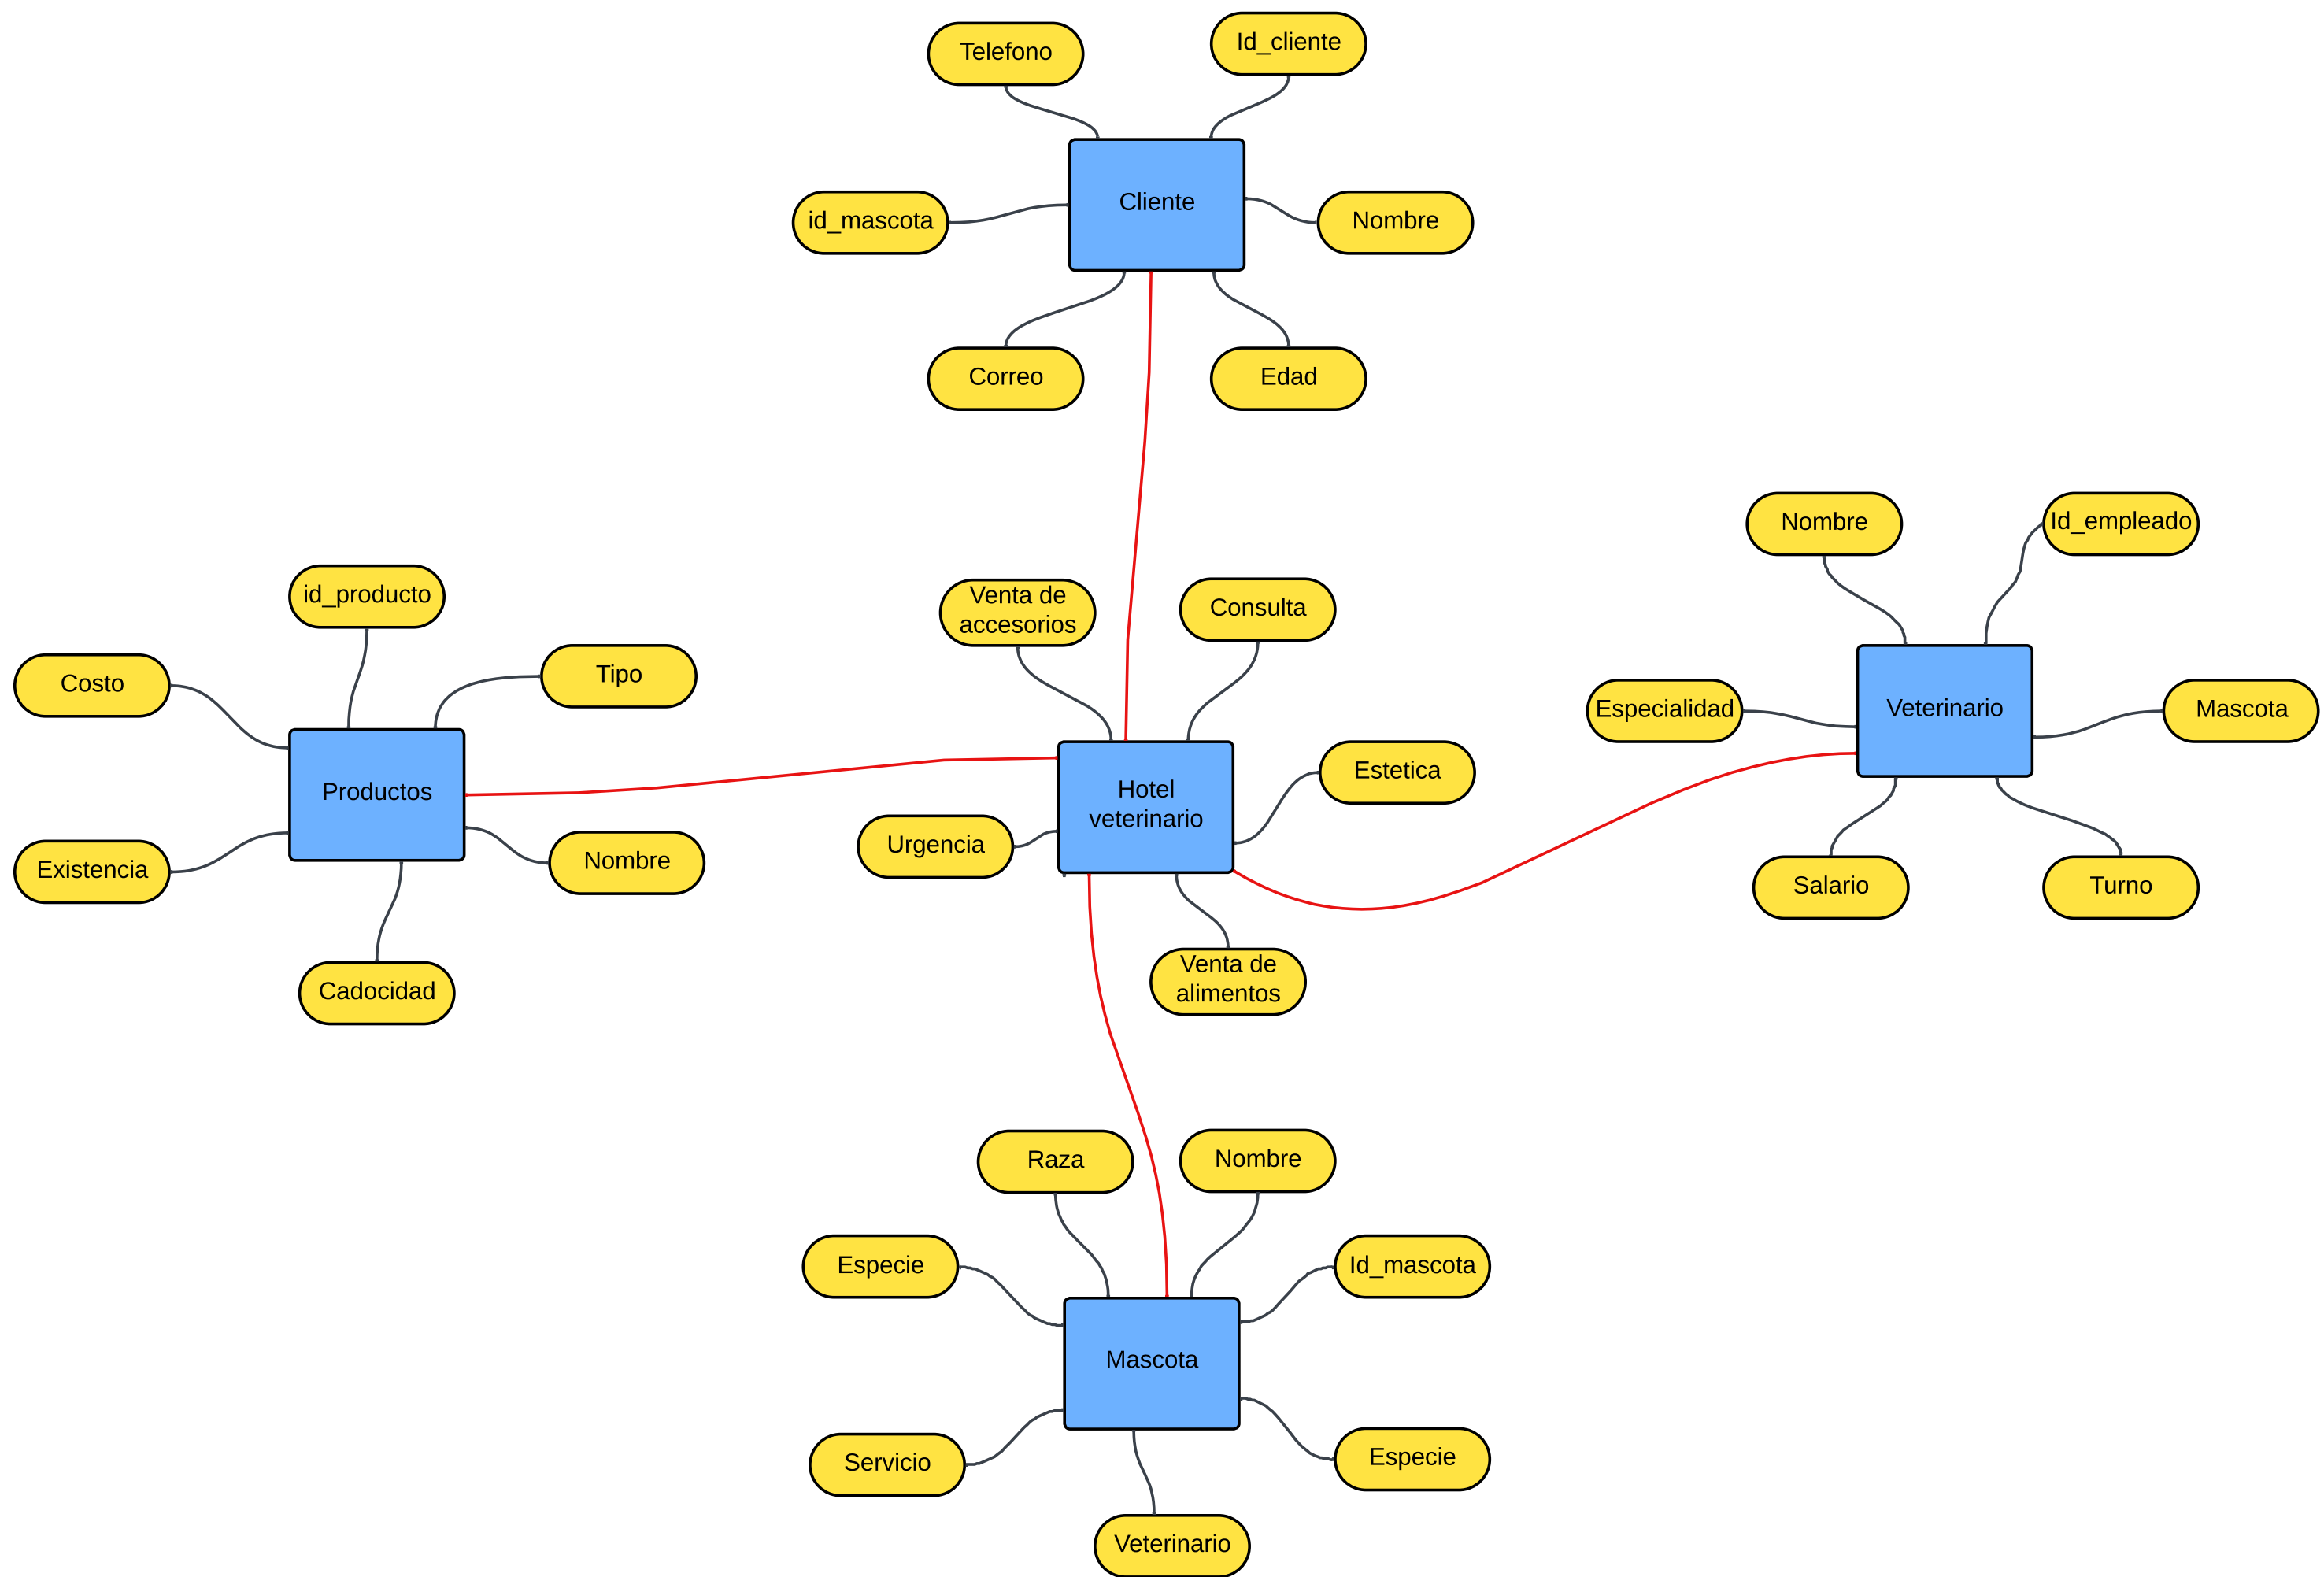 Telefono
Id_cliente
Cliente
id_mascota
Nombre
Correo
Edad
Nombre
Id_empleado
Veterinario
Especialidad
Mascota
Salario
Turno
id_producto
Costo
Tipo
Productos
Existencia
Nombre
Cadocidad
Venta de
accesorios
Consulta
Hotel
veterinario
Estetica
Urgencia
Venta de
alimentos
Raza
Nombre
Especie
Id_mascota
Mascota
Servicio
Especie
Veterinario